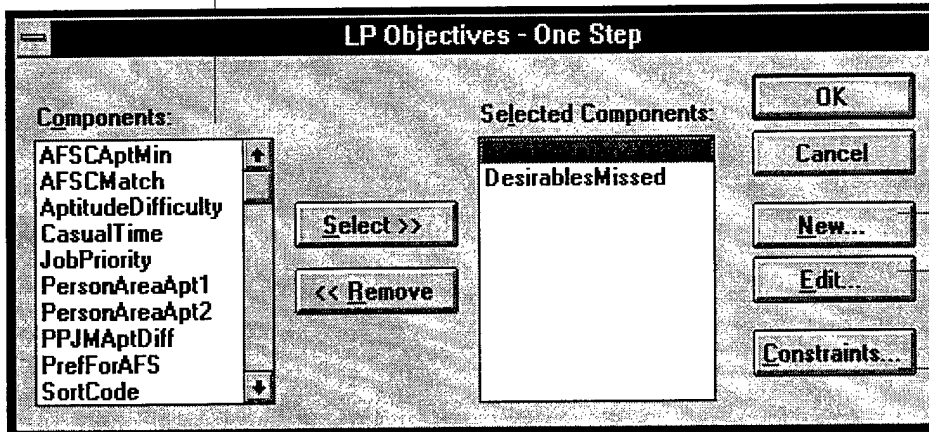 LP Objectives - One Step
Components:
AFSCAptMin
AFSCMatch
AptitudeDifficulty
CasualTime
JobPriority
PersonAreaApt1
PersonAreaApt2
PPJMAptDiff
PrefForAFS
SortCode
Select >>
<< Remove
Selected Components:
DesirablesMissed
OK
Cancel
New...
Edit...
Constraints...